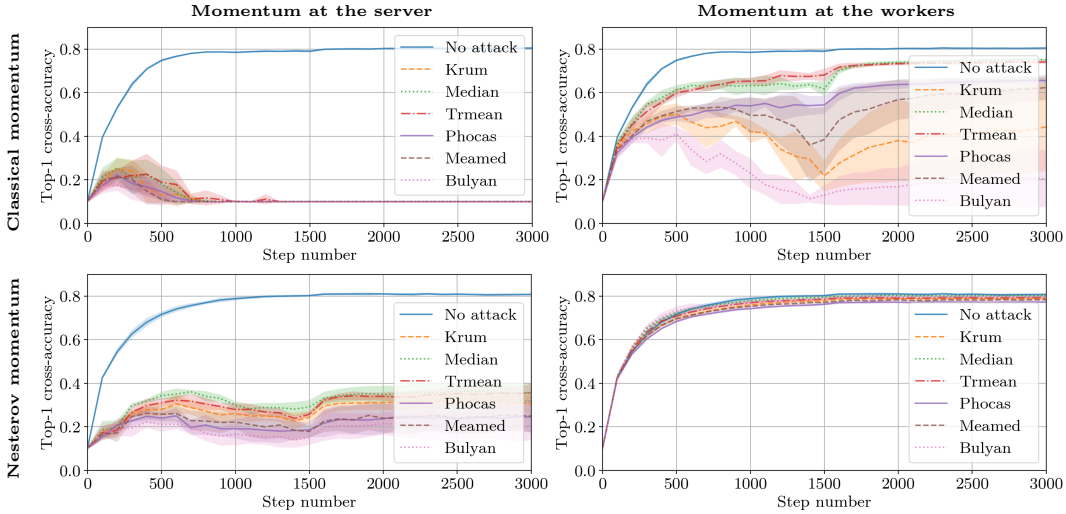 Momentum at the server
Momentum at the workers
Classical momentum
Top-1 cross-accuracy
0.8
0.6
0.4
0.2
0.0
No attack
Krum
Median
Trmean
Phocas
Meamed
Bulyan
0 500 1000 1500 2000 2500 3000
Step number
Top-1 cross-accuracy
0.8
0.6
0.4
0.2
0.0
No attack
Krum
Median
Trmean
Phocas
Meamed
Bulyan
0 500 1000 1500 2000 2500 3000
Step number
Nesterov momentum
Top-1 cross-accuracy
0.8
0.6
0.4
0.2
0.0
No attack
Krum
Median
Trmean
Phocas
Meamed
Bulyan
0 500 1000 1500 2000 2500 3000
Step number
Top-1 cross-accuracy
0.8
0.6
0.4
0.2
0.0
No attack
Krum
Median
Trmean
Phocas
Meamed
Bulyan
0 500 1000 1500 2000 2500 3000
Step number